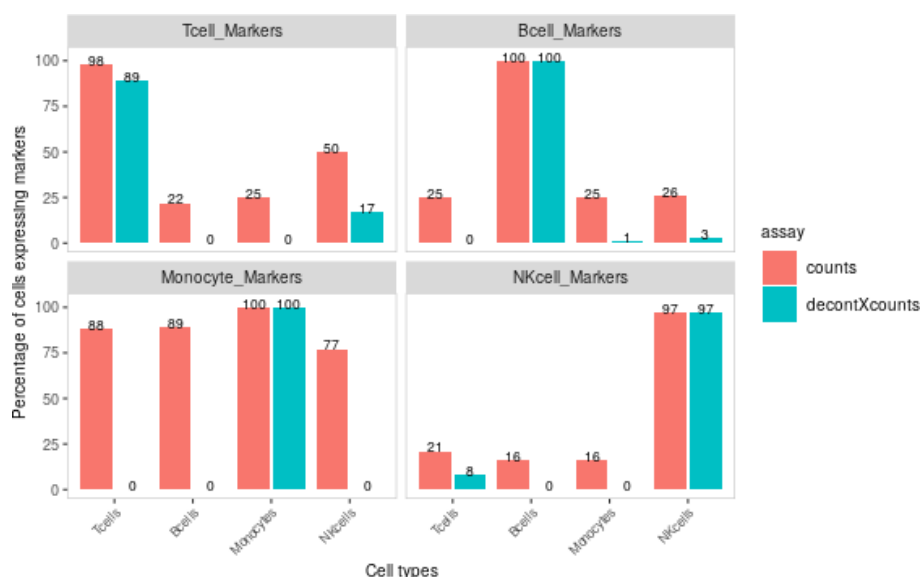 Tcell_Markers
Bcell_Markers
Percentage of cells expressing markers
100
75
50
25
0
98
89
22
0
25
0
50
17
25
0
100
100
25
1
26
3
Monocyte_Markers
NKcell_Markers
100
75
50
25
0
88
0
89
0
100
100
77
0
21
8
16
0
16
0
97
97
Tcells
Bcells
Monocytes
NKcells
Tcells
Bcells
Monocytes
NKcells
Cell types
assay
counts
decontXcounts